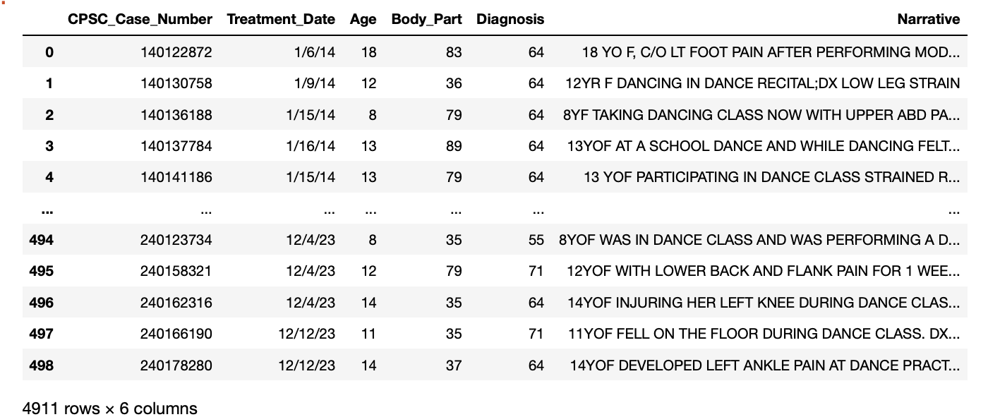 CPSC_Case_Number Treatment_Date Age Body_Part Diagnosis Narrative
0 140122872 1/6/14 18 83 64 18 YO F, C/O LT FOOT PAIN AFTER PERFORMING MOD...
1 140130758 1/9/14 12 36 64 12YR F DANCING IN DANCE RECITAL;DX LOW LEG STRAIN
2 140136188 1/15/14 8 79 64 8YF TAKING DANCING CLASS NOW WITH UPPER ABD PA...
3 140137784 1/16/14 13 89 64 13YOF AT A SCHOOL DANCE AND WHILE DANCING FELT...
4 140141186 1/15/14 13 79 64 13 YOF PARTICIPATING IN DANCE CLASS STRAINED R...
... ... ... ... ... ... ...
494 240123734 12/4/23 8 35 55 8YOF WAS IN DANCE CLASS AND WAS PERFORMING A D...
495 240158321 12/4/23 12 79 71 12YOF WITH LOWER BACK AND FLANK PAIN FOR 1 WEE...
496 240162316 12/4/23 14 35 64 14YOF INJURING HER LEFT KNEE DURING DANCE CLAS...
497 240166190 12/12/23 11 35 71 11YOF FELL ON THE FLOOR DURING DANCE CLASS. DX...
498 240178280 12/12/23 14 37 64 14YOF DEVELOPED LEFT ANKLE PAIN AT DANCE PRACT...
4911 rows × 6 columns